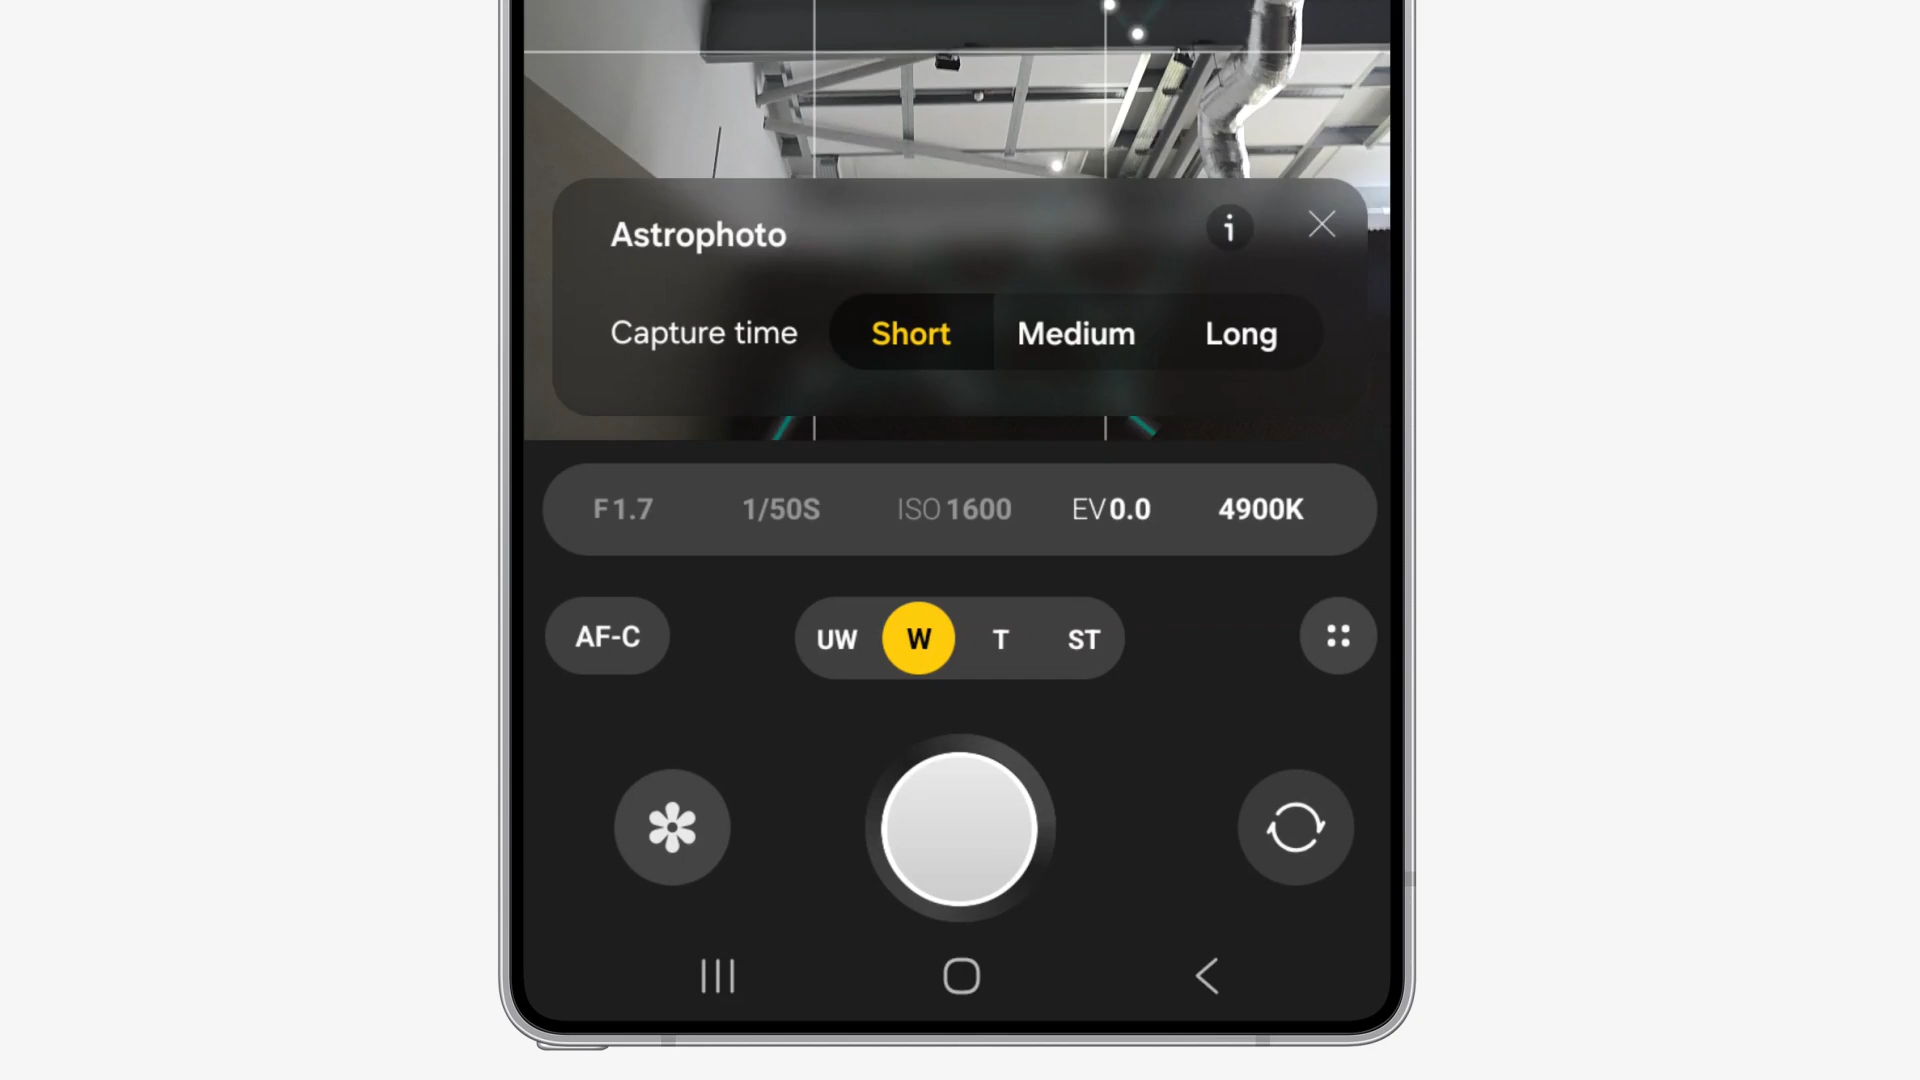 Astrophoto
Capture time Short Medium Long
F1.7 1/50S ISO 1600 EV0.0 4900K
AF-C UW W T ST